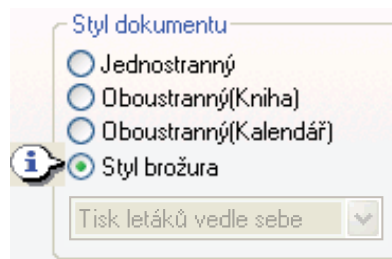 Styl dokumentu
Jednostranný
Oboustranný(Kniha)
Oboustranný(Kalendář)
Styl brožura
Tisk letáků vedle sebe